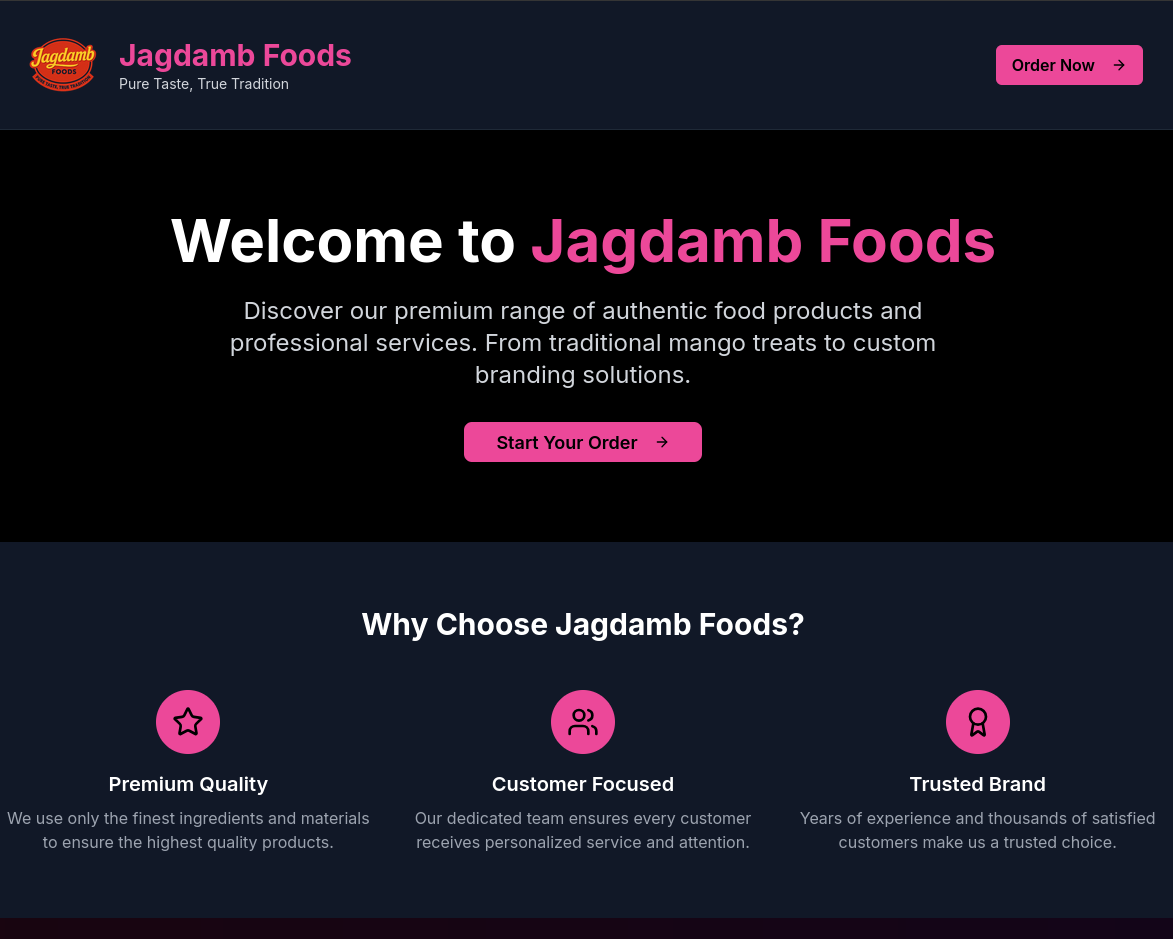 Jagdamb
FOODS
PURE TASTE, TRUE TRADITION
Jagdamb Foods
Pure Taste, True Tradition
Order Now
Welcome to Jagdamb Foods
Discover our premium range of authentic food products and
professional services. From traditional mango treats to custom
branding solutions.
Start Your Order
Why Choose Jagdamb Foods?
Premium Quality
We use only the finest ingredients and materials
to ensure the highest quality products.
Customer Focused
Our dedicated team ensures every customer
receives personalized service and attention.
Trusted Brand
Years of experience and thousands of satisfied
customers make us a trusted choice.